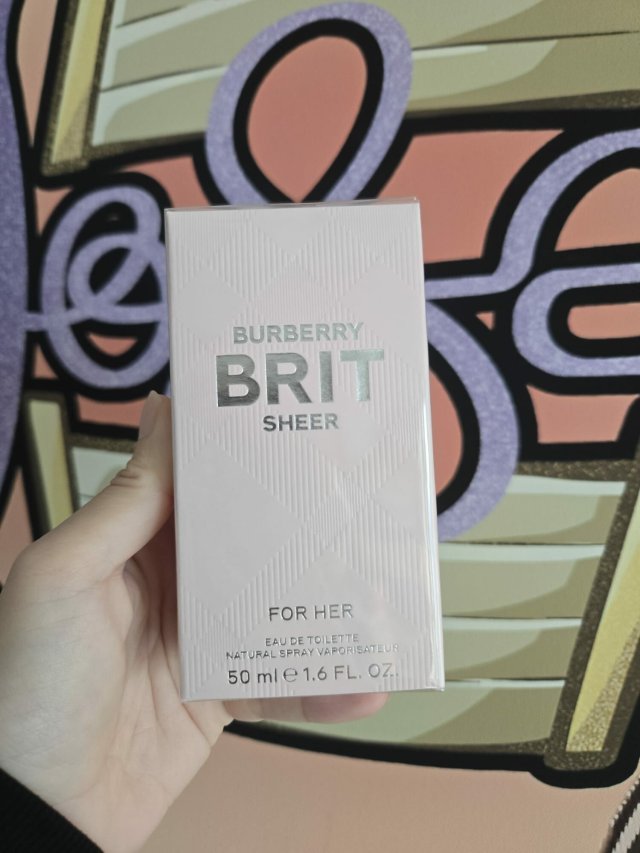 BURBERRY
BRIT
SHEER
FOR HER
EAU DE TOILETTE
NATURAL SPRAY VAPORISATEUR
50 ml e 1.6 FL. OZ.